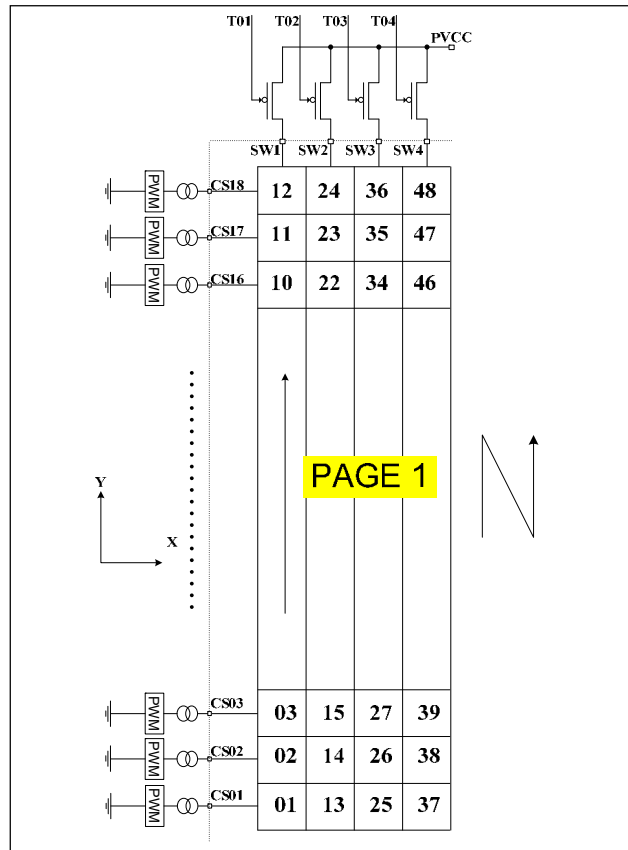 T01 T02 T03 T04
PVCC
SW1 SW2 SW3 SW4
PWM CS18 12 24 36 48
PWM CS17 11 23 35 47
PWM CS16 10 22 34 46
PAGE 1
Y
X
PWM CS03 03 15 27 39
PWM CS02 02 14 26 38
PWM CS01 01 13 25 37